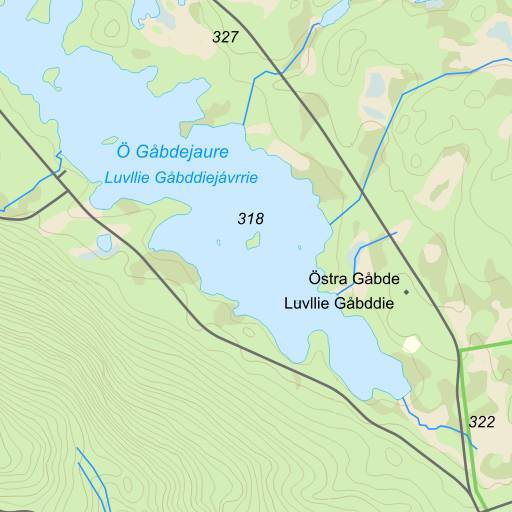 327
Ö Gåbdejaure
Luvllie Gåbddiejávrrie
318
Östra Gåbde
Luvllie Gåbddie
322